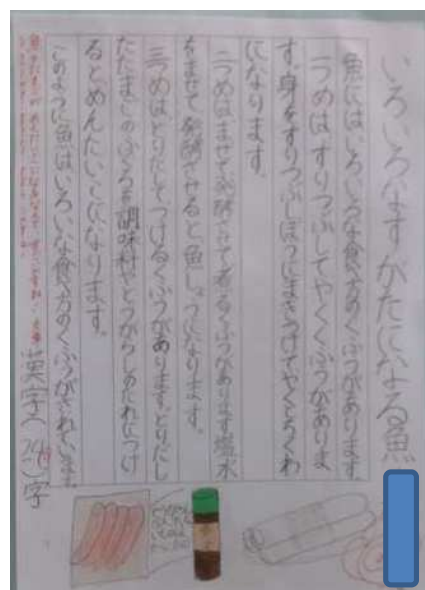 いろいろなすがたになる魚
魚にはいろいろな食べ方のくふうがあります。
一つめはすりつぶしてやくくふうがありま
す。身をすりつぶしぼうにまきつけてやくとちくわ
になります。
二つめは、まぜて発酵させて煮るくふうがあります塩水
をまぜて発酵させると魚しょうになります。
三つめは、とりだしてつけるくふうがあります。とりだし
たたまごのふくろを調味料やとうがらしのたれにつけ
るとめんたいこになります。
このように魚はいろいろな食べ方のくふうがされています。
漢字(24こ)字